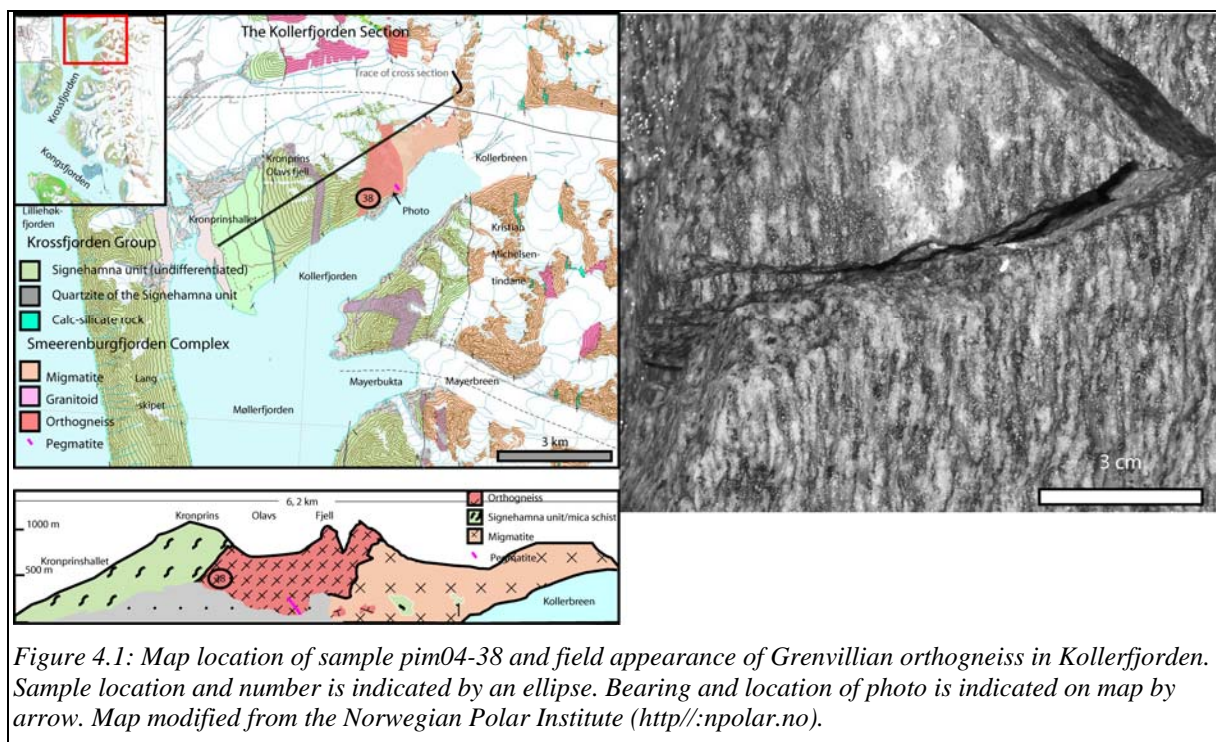 The Kollerfjorden Section
Trace of cross section
Krossfjorden
Kongsfjorden
Kronprins
Olavs fjell
Kollerbreen
38
Photo
Lilliehøk-
fjorden
Kronprinshallet
Krossfjorden Group
Signehamna unit (undifferentiated)
Quartzite of the Signehamna unit
Calc-silicate rock
Smeerenburgfjorden Complex
Migmatite
Granitoid
Orthogneiss
Pegmatite
Kollerfjorden
Kristian
Michelsen-
tindane
Lang
-skipet
Mayerbukta
Mayerbreen
Møllerfjorden
3 km
3 cm
6, 2 km
Kronprins Olavs Fjell
1000 m
Kronprinshallet
500 m
38
Orthogneiss
Signehamna unit/mica schist
Migmatite
Pegmatite
Kollerbreen
1
Figure 4.1: Map location of sample pim04-38 and field appearance of Grenvillian orthogneiss in Kollerfjorden.
Sample location and number is indicated by an ellipse. Bearing and location of photo is indicated on map by
arrow. Map modified from the Norwegian Polar Institute (http//:npolar.no).